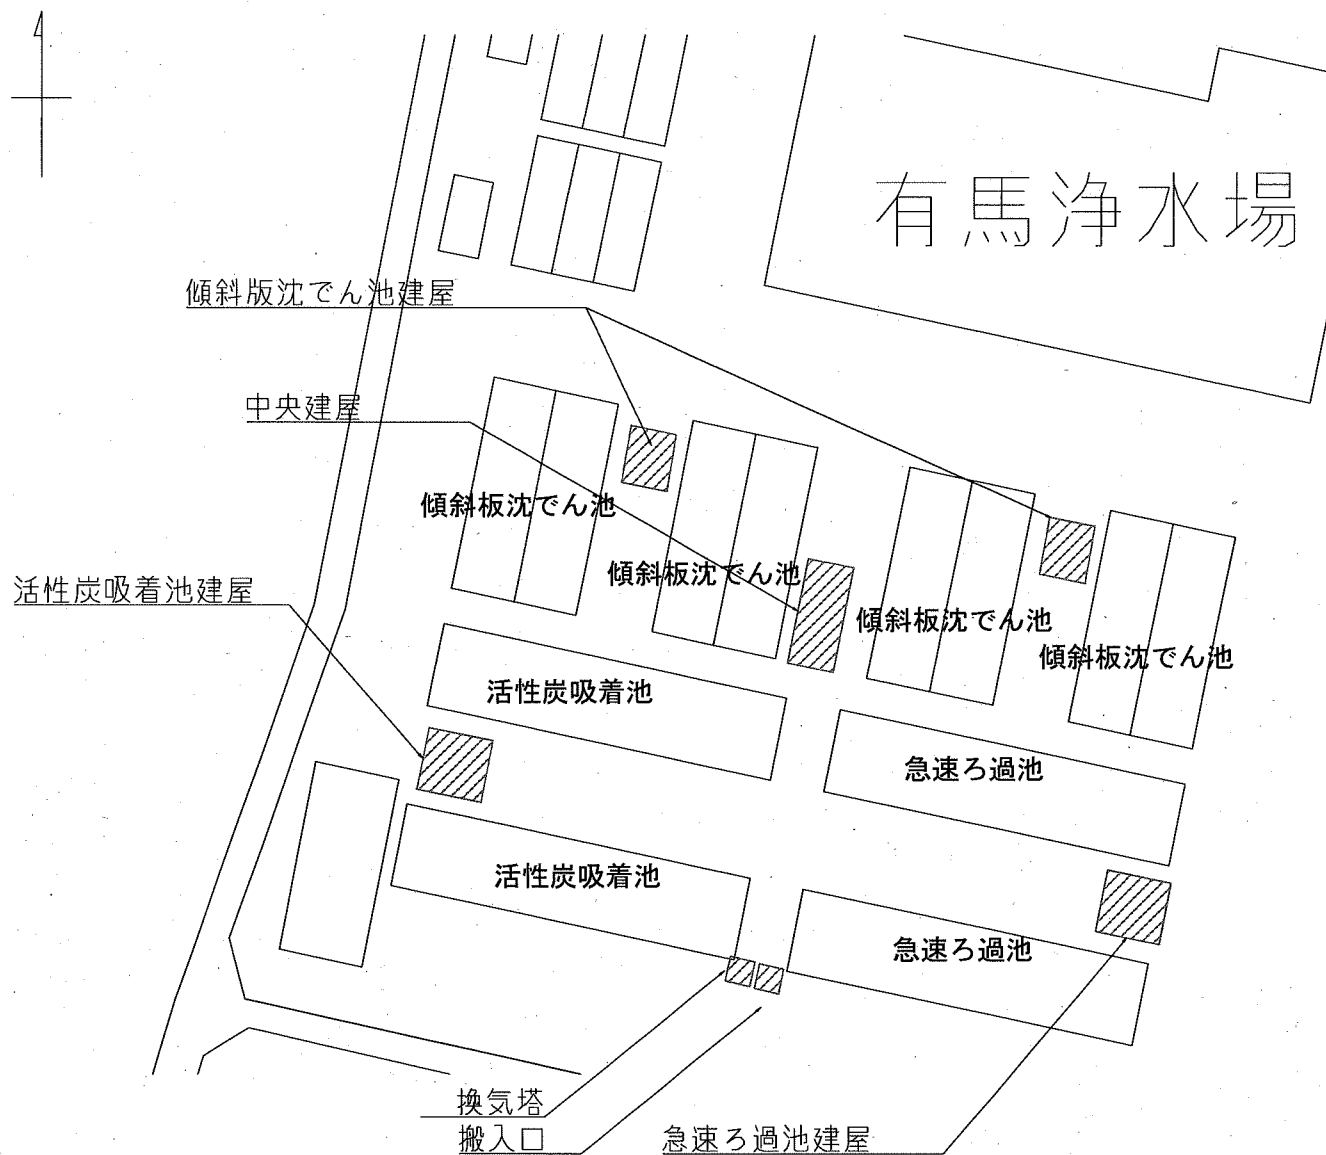 有馬浄水場
傾斜版沈でん池建屋
中央建屋
傾斜板沈でん池
傾斜板沈でん池
活性炭吸着池建屋
傾斜板沈でん池
傾斜板沈でん池
活性炭吸着池
急速ろ過池
活性炭吸着池
急速ろ過池
換気塔
搬入口
急速ろ過池建屋